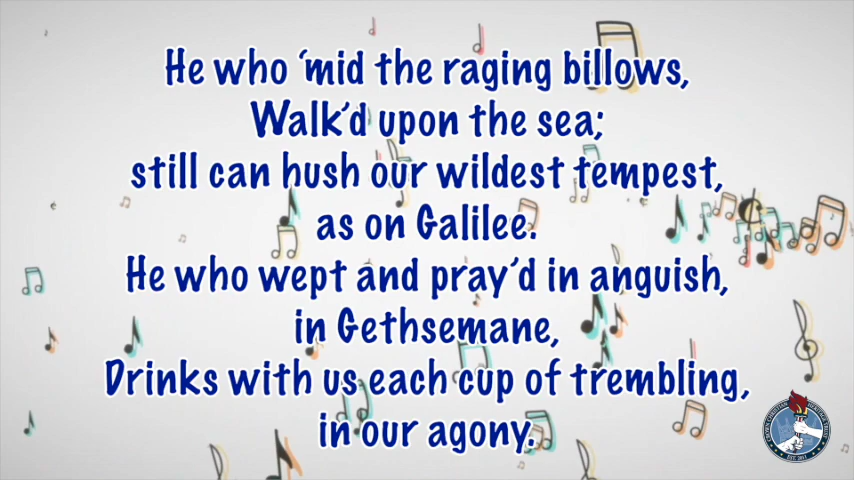 He who ‘mid the raging billows,
Walk’d upon the sea;
still can hush our wildest tempest,
as on Galilee.
He who wept and pray’d in anguish,
in Gethsemane,
Drinks with us each cup of trembling,
in our agony.
EST. 2011